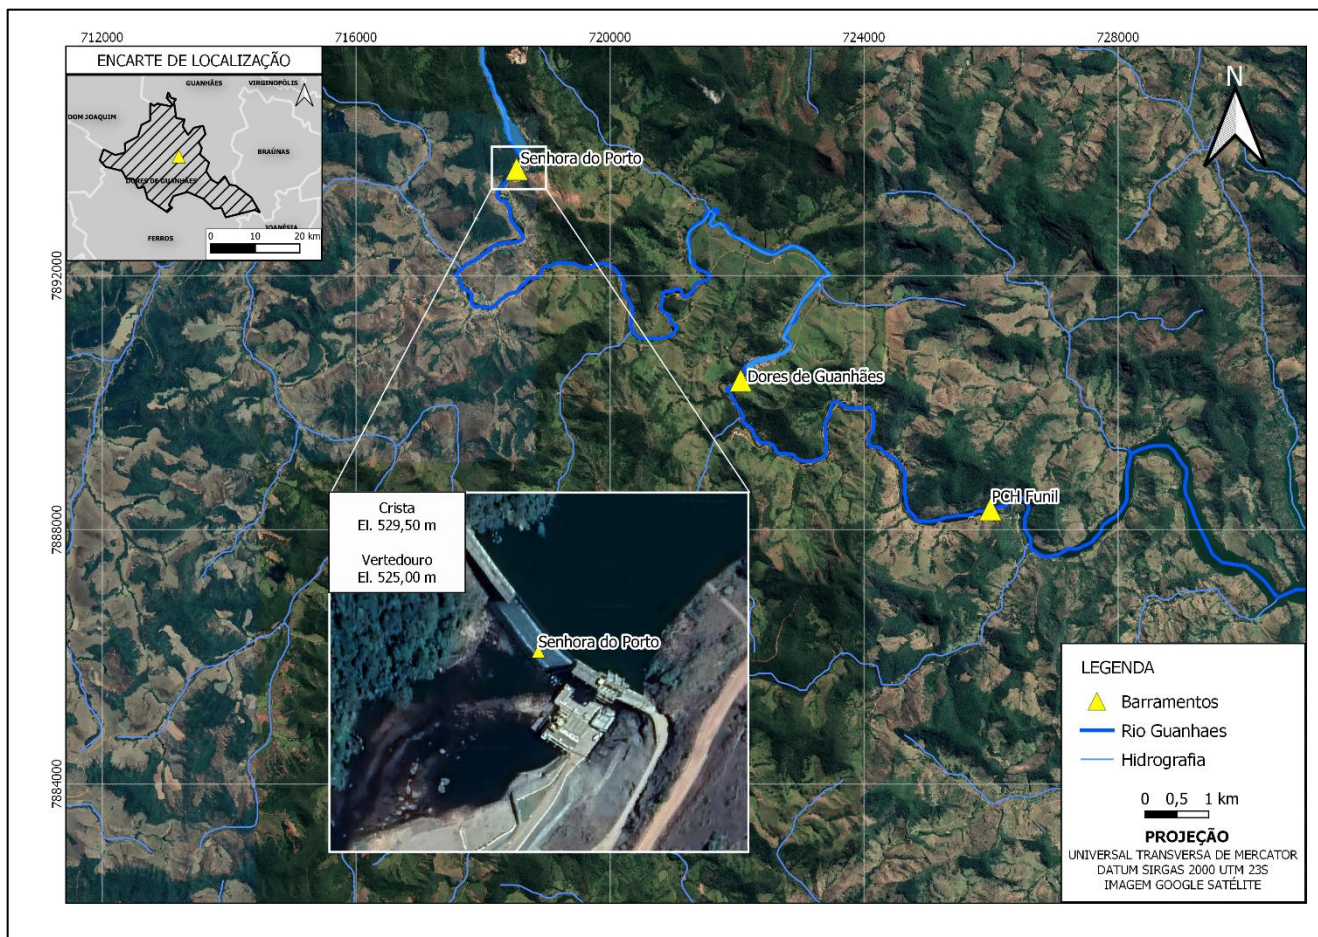 712000
716000
720000
724000
728000
ENCARTE DE LOCALIZAÇÃO
GUANHÃES
VIRGINOPÓLIS
DOM JOAQUIM
BRAÚNAS
DORES DE GUANHÃES
JOANÉSIA
FERROS
0 10 20 km
N
7892000
7888000
7884000
Senhora do Porto
Dores de Guanhães
PCH Funil
Crista
El. 529,50 m
Vertedouro
El. 525,00 m
Senhora do Porto
LEGENDA
Barramentos
Rio Guanhaes
Hidrografia
0 0,5 1 km
PROJEÇÃO
UNIVERSAL TRANSVERSA DE MERCATOR
DATUM SIRGAS 2000 UTM 23S
IMAGEM GOOGLE SATÉLITE